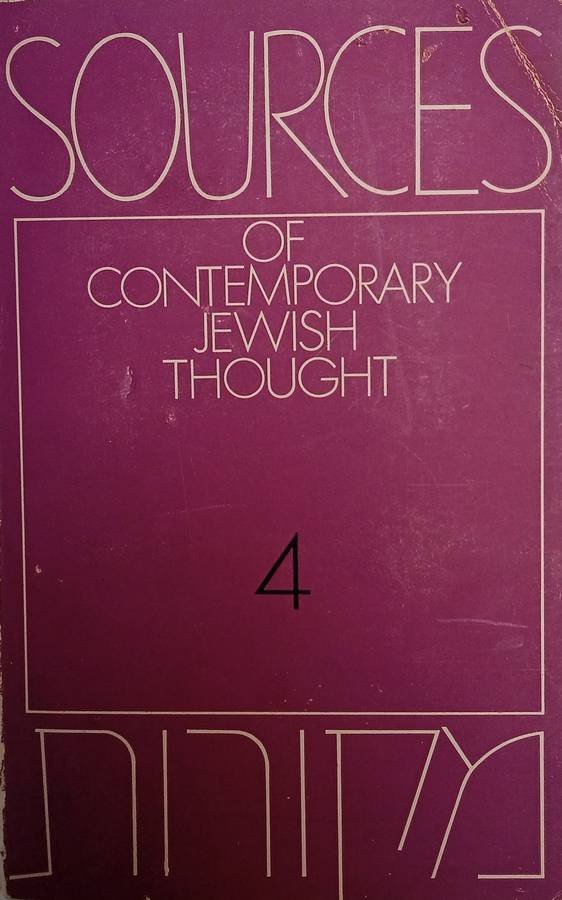 SOURCES
OF
CONTEMPORARY
JEWISH
THOUGHT
4
מקורות